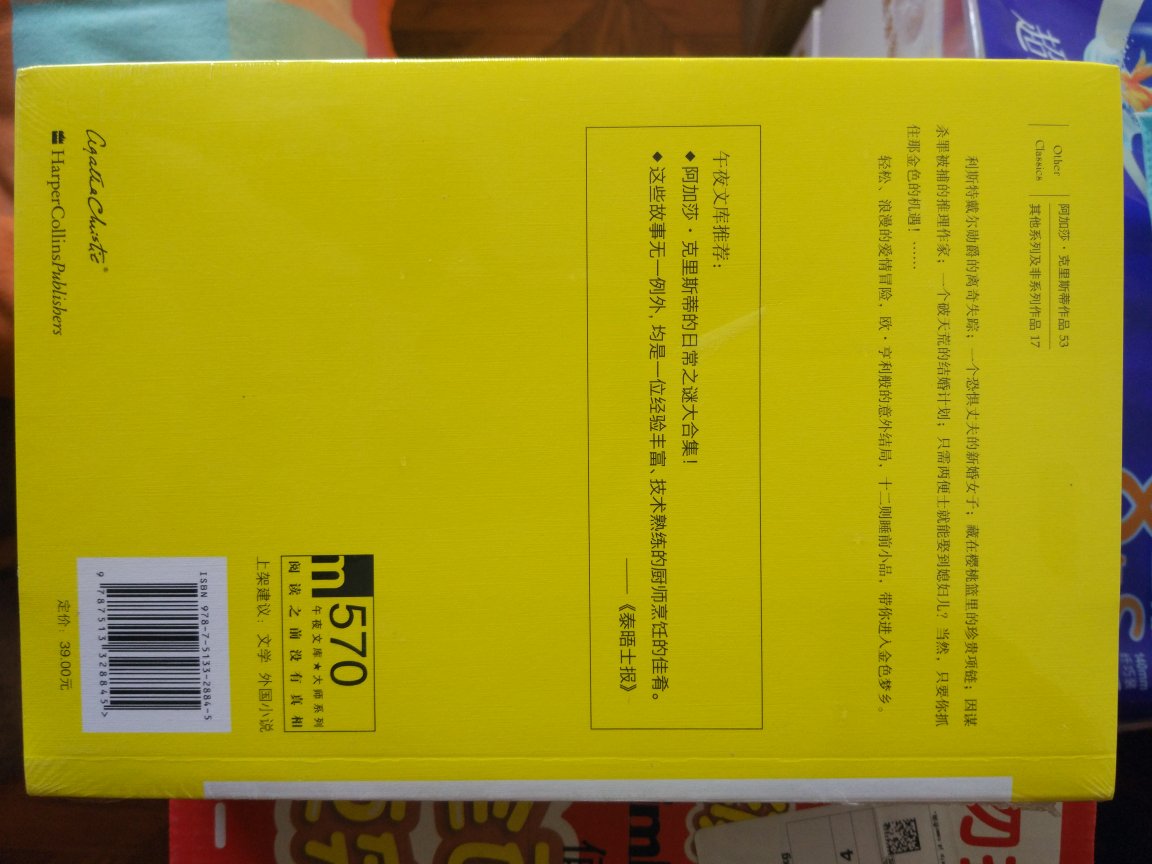 Other
Classics
阿加莎·克里斯蒂作品 53
其他系列及非系列作品 17
利斯特戴尔勋爵的离奇失踪；一个恐惧丈夫的新婚女子；藏在樱桃篮里的珍贵项链；因谋
杀罪被捕的推理作家；一个破天荒的结婚计划；只需两便士就能娶到媳妇儿？当然，只要你抓
住那金色的机遇！……
轻松、浪漫的爱情冒险，欧·亨利般的意外结局，十二则睡前小品，带你进入金色梦乡。
午夜文库推荐：
◆阿加莎·克里斯蒂的日常之谜大合集！
◆这些故事无一例外，均是一位经验丰富、技术熟练的厨师烹饪的佳肴。
——《泰晤士报》
m570
午夜文库★大师系列
阅读之前没有真相
上架建议：文学 外国小说
ISBN 978-7-5133-2884-5
9 787513 328845 >
定价：39.00元
Agatha Christie®
HarperCollinsPublishers
超
140mm